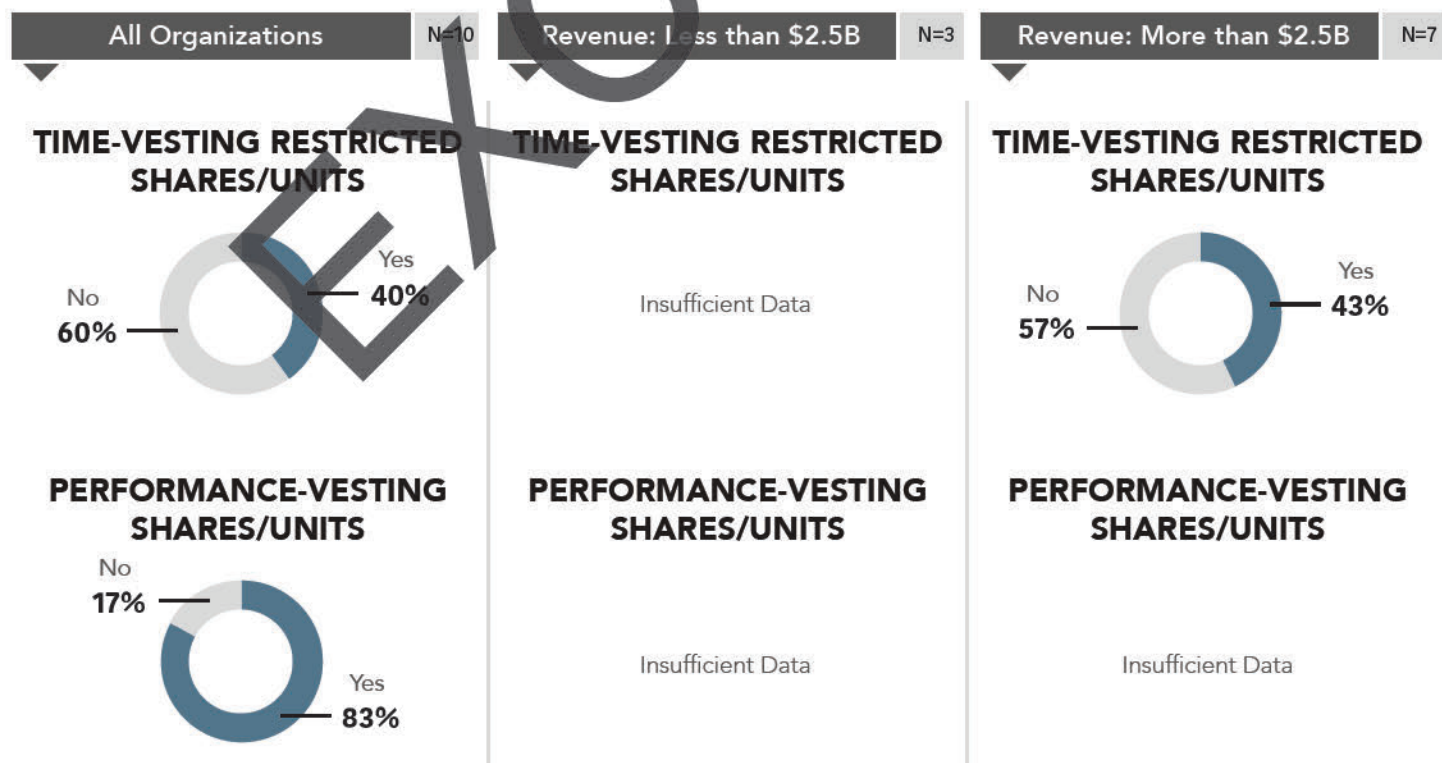 All Organizations N=10
Revenue: Less than $2.5B N=3
Revenue: More than $2.5B N=7
TIME-VESTING RESTRICTED
SHARES/UNITS
No
60%
Yes
40%
TIME-VESTING RESTRICTED
SHARES/UNITS
Insufficient Data
TIME-VESTING RESTRICTED
SHARES/UNITS
No
57%
Yes
43%
PERFORMANCE-VESTING
SHARES/UNITS
No
17%
Yes
83%
PERFORMANCE-VESTING
SHARES/UNITS
Insufficient Data
PERFORMANCE-VESTING
SHARES/UNITS
Insufficient Data